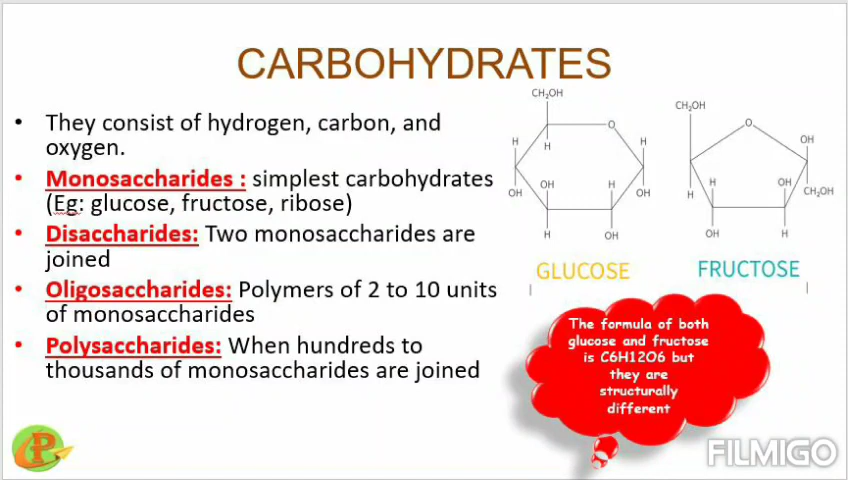 CARBOHYDRATES
• They consist of hydrogen, carbon, and
oxygen.
• Monosaccharides : simplest carbohydrates
(Eg: glucose, fructose, ribose)
• Disaccharides: Two monosaccharides are
joined
• Oligosaccharides: Polymers of 2 to 10 units
of monosaccharides
• Polysaccharides: When hundreds to
thousands of monosaccharides are joined
CH₂OH
O
H
H
H
OH
OH
H
OH
H
OH
GLUCOSE
CH₂OH
O
OH
H
H
OH
CH₂OH
OH
H
FRUCTOSE
The formula of both
glucose and fructose
is C6H12O6 but
they are
structurally
different
P
FILMIGO